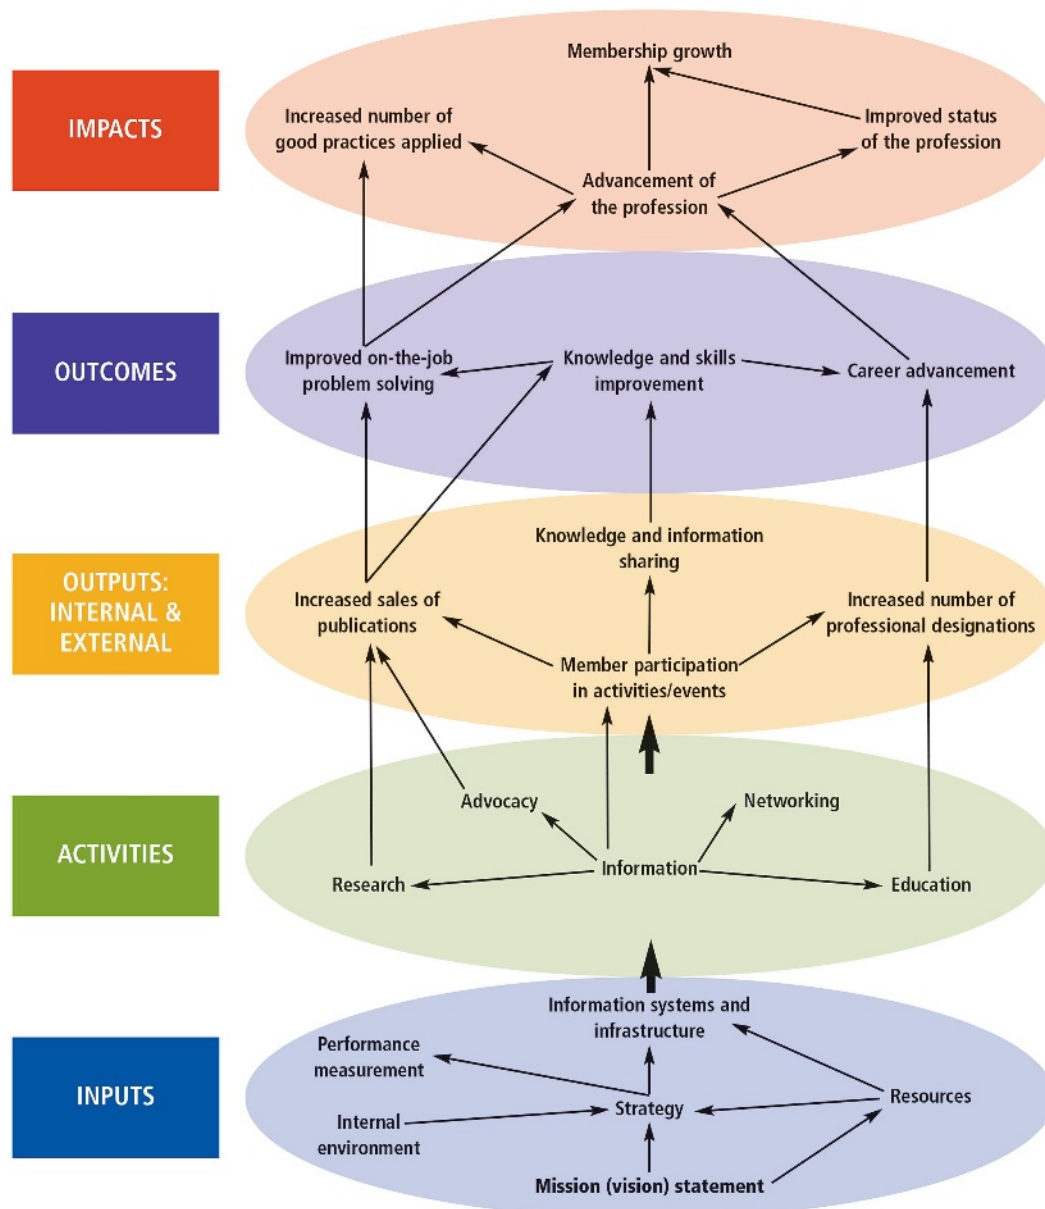 IMPACTS
Membership growth
Increased number of
good practices applied
Improved status
of the profession
Advancement of
the profession
OUTCOMES
Improved on-the-job
problem solving
Knowledge and skills
improvement
Career advancement
OUTPUTS:
INTERNAL &
EXTERNAL
Knowledge and information
sharing
Increased sales of
publications
Increased number of
professional designations
Member participation
in activities/events
ACTIVITIES
Advocacy
Networking
Research
Information
Education
INPUTS
Information systems and
infrastructure
Performance
measurement
Strategy
Resources
Internal
environment
Mission (vision) statement